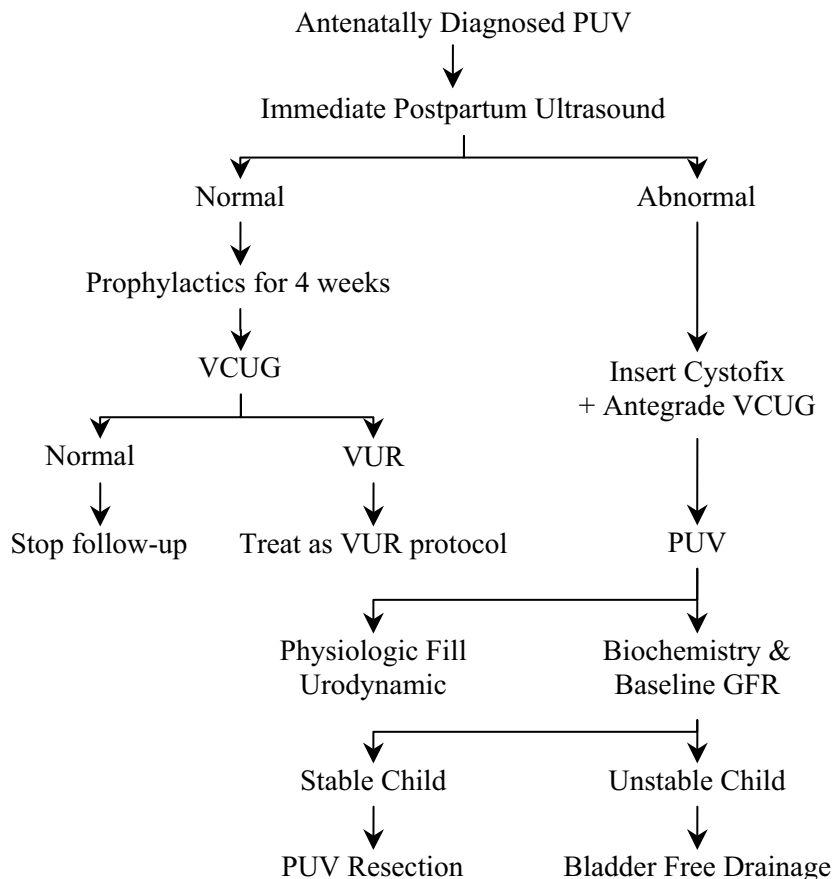 Antenatally Diagnosed PUV
Immediate Postpartum Ultrasound
Normal
Abnormal
Prophylactics for 4 weeks
VCUG
Insert Cystofix
+ Antegrade VCUG
Normal
VUR
Stop follow-up
Treat as VUR protocol
PUV
Physiologic Fill
Urodynamic
Biochemistry &
Baseline GFR
Stable Child
Unstable Child
PUV Resection
Bladder Free Drainage